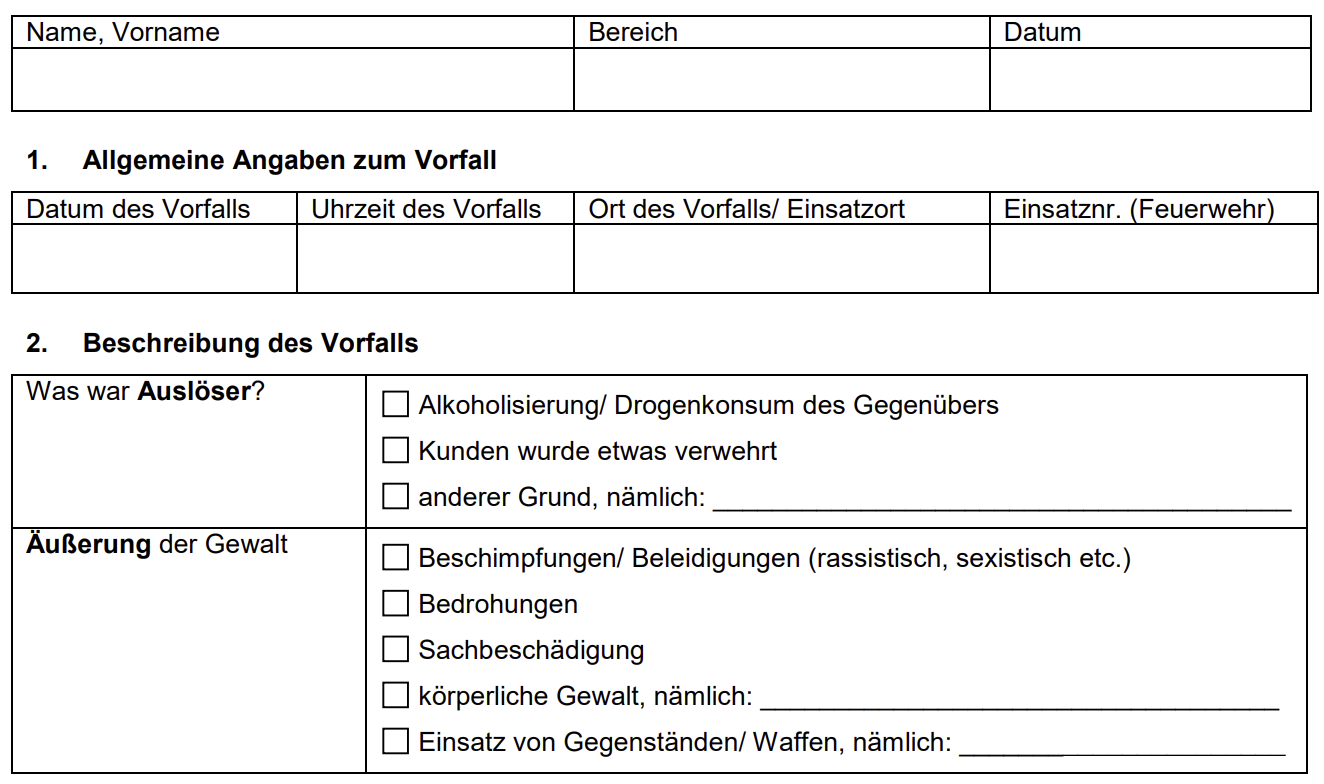 Name, Vorname Bereich Datum
1. Allgemeine Angaben zum Vorfall
Datum des Vorfalls Uhrzeit des Vorfalls Ort des Vorfalls/ Einsatzort Einsatznr. (Feuerwehr)
2. Beschreibung des Vorfalls
Was war Auslöser?
Alkoholisierung/ Drogenkonsum des Gegenübers
Kunden wurde etwas verwehrt
anderer Grund, nämlich:
Äußerung der Gewalt
Beschimpfungen/ Beleidigungen (rassistisch, sexistisch etc.)
Bedrohungen
Sachbeschädigung
körperliche Gewalt, nämlich:
Einsatz von Gegenständen/ Waffen, nämlich: